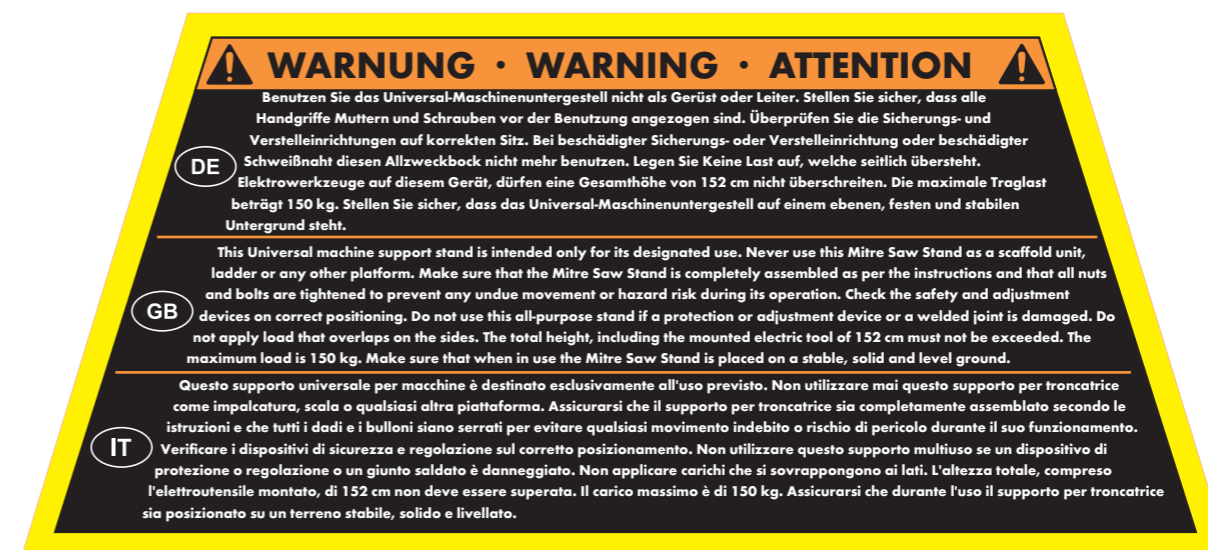 WARNUNG · WARNING · ATTENTION
Benutzen Sie das Universal-Maschinenuntergestell nicht als Gerüst oder Leiter. Stellen Sie sicher, dass alle
Handgriffe Muttern und Schrauben vor der Benutzung angezogen sind. Überprüfen Sie die Sicherungs- und
Verstelleinrichtungen auf korrekten Sitz. Bei beschädigter Sicherungs- oder Verstelleinrichtung oder beschädigter
DE Schweißnaht diesen Allzweckbock nicht mehr benutzen. Legen Sie Keine Last auf, welche seitlich übersteht.
Elektrowerkzeuge auf diesem Gerät, dürfen eine Gesamthöhe von 152 cm nicht überschreiten. Die maximale Traglast
beträgt 150 kg. Stellen Sie sicher, dass das Universal-Maschinenuntergestell auf einem ebenen, festen und stabilen
Untergrund steht.
This Universal machine support stand is intended only for its designated use. Never use this Mitre Saw Stand as a scaffold unit,
ladder or any other platform. Make sure that the Mitre Saw Stand is completely assembled as per the instructions and that all nuts
GB and bolts are tightened to prevent any undue movement or hazard risk during its operation. Check the safety and adjustment
devices on correct positioning. Do not use this all-purpose stand if a protection or adjustment device or a welded joint is damaged. Do
not apply load that overlaps on the sides. The total height, including the mounted electric tool of 152 cm must not be exceeded. The
maximum load is 150 kg. Make sure that when in use the Mitre Saw Stand is placed on a stable, solid and level ground.
Questo supporto universale per macchine è destinato esclusivamente all'uso previsto. Non utilizzare mai questo supporto per troncatrice
come impalcatura, scala o qualsiasi altra piattaforma. Assicurarsi che il supporto per troncatrice sia completamente assemblato secondo le
istruzioni e che tutti i dadi e i bulloni siano serrati per evitare qualsiasi movimento indebito o rischio di pericolo durante il suo funzionamento.
IT Verificare i dispositivi di sicurezza e regolazione sul corretto posizionamento. Non utilizzare questo supporto multiuso se un dispositivo di
protezione o regolazione o un giunto saldato è danneggiato. Non applicare carichi che si sovrappongono ai lati. L'altezza totale, compreso
l'elettroutensile montato, di 152 cm non deve essere superata. Il carico massimo è di 150 kg. Assicurarsi che durante l'uso il supporto per troncatrice
sia posizionato su un terreno stabile, solido e livellato.